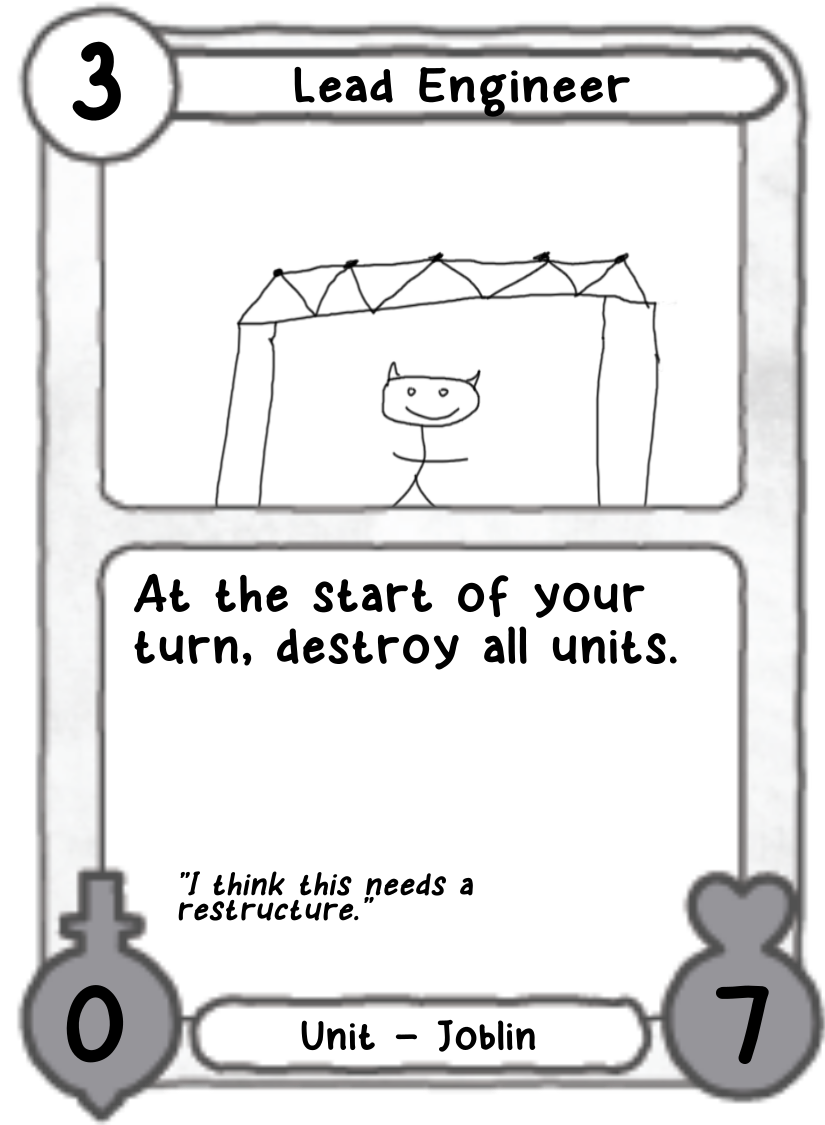 3
Lead Engineer
At the start of your
turn, destroy all units.
"I think this needs a
restructure."
0
Unit - Joblin
7